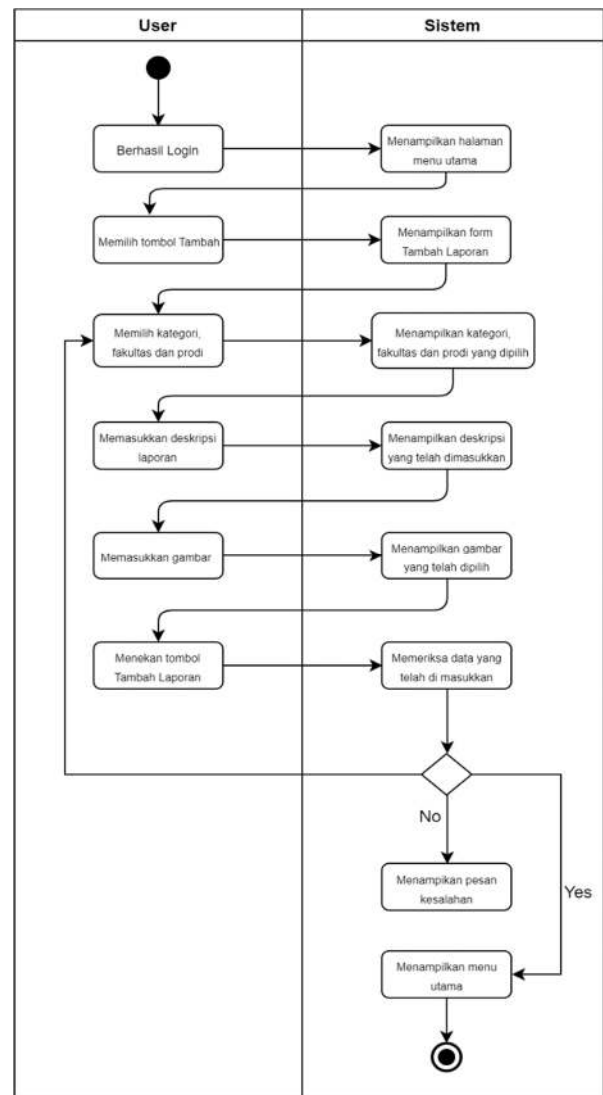 User
Sistem
Berhasil Login
Menampilkan halaman
menu utama
Memilih tombol Tambah
Menampilkan form
Tambah Laporan
Memilih kategori,
fakultas dan prodi
Menampilkan kategori,
fakultas dan prodi yang dipilih
Memasukkan deskripsi
laporan
Menampilkan deskripsi
yang telah dimasukkan
Memasukkan gambar
Menampilkan gambar
yang telah dipilih
Menekan tombol
Tambah Laporan
Memeriksa data yang
telah di masukkan
No
Yes
Menampikan pesan
kesalahan
Menampilkan menu
utama